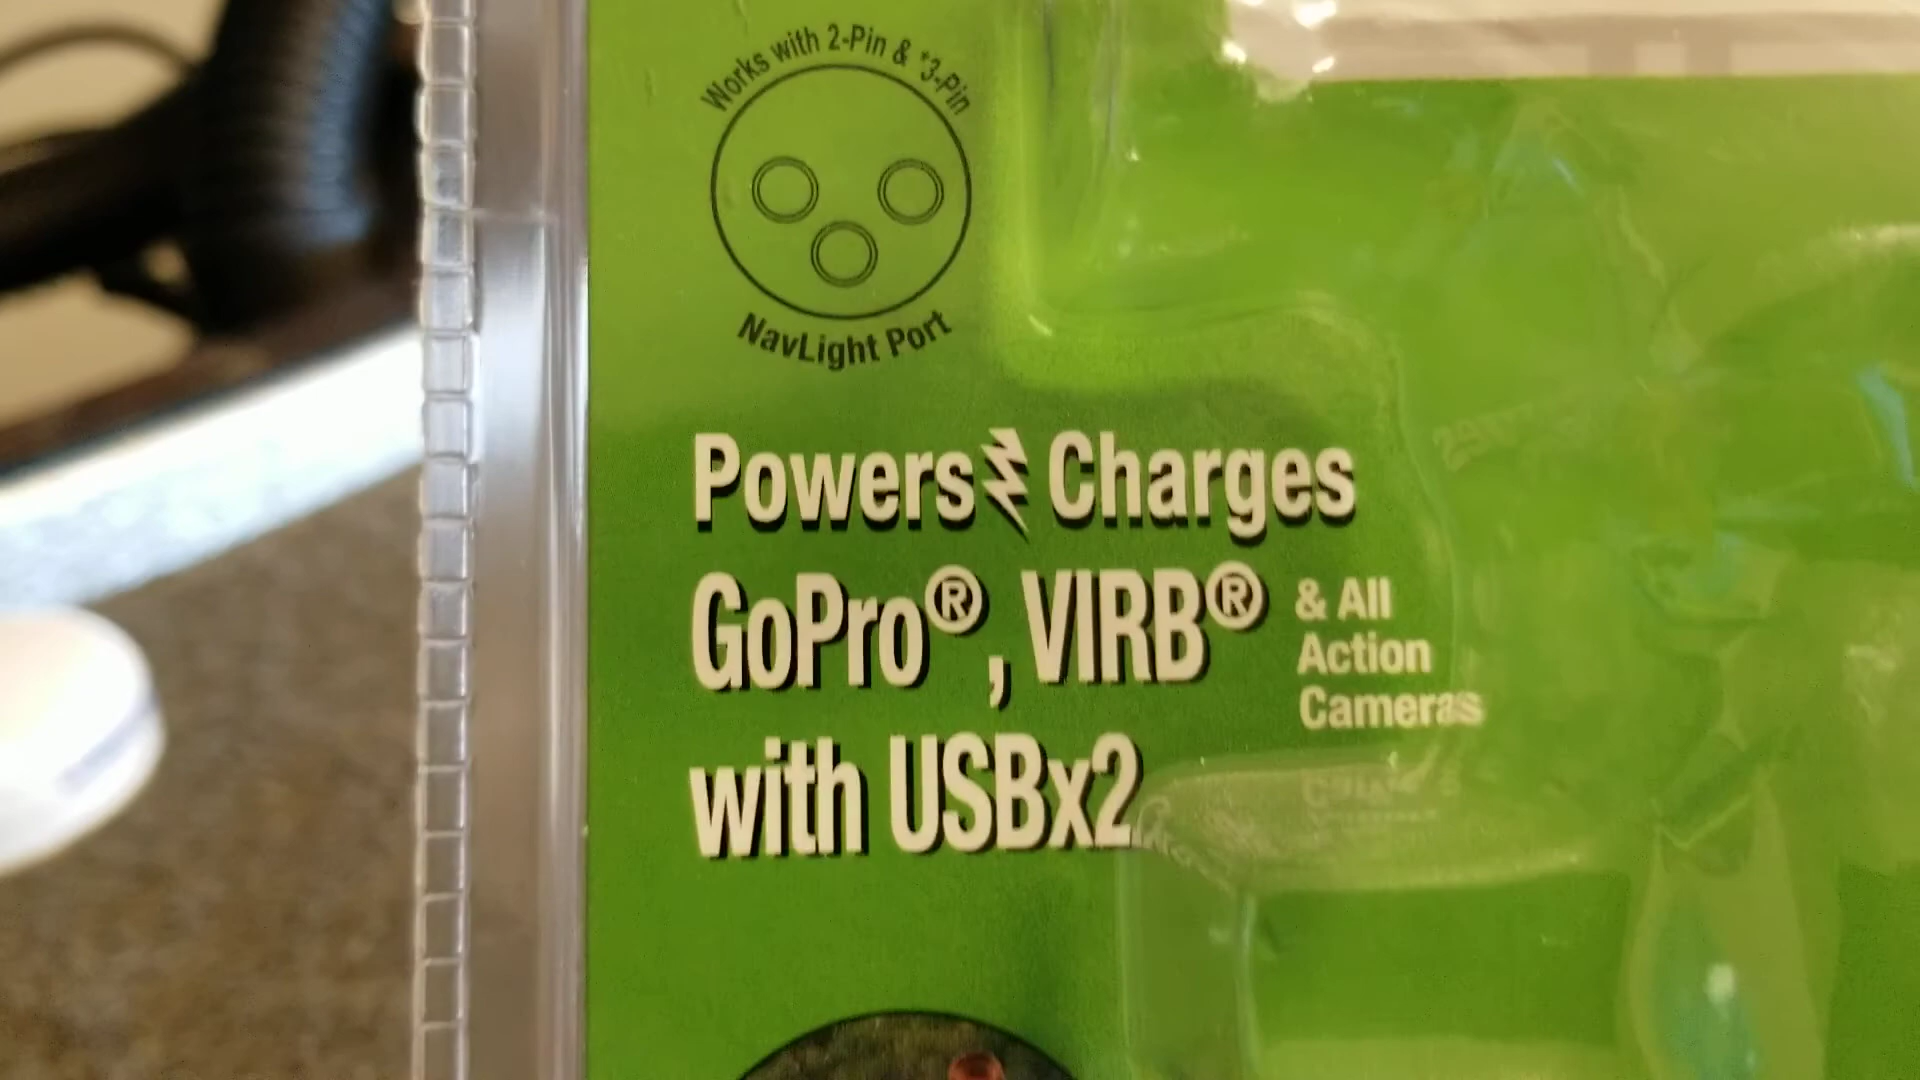 Works with 2-Pin & *3-Pin
NavLight Port
Powers Charges
GoPro®, VIRB® & All
Action
Cameras
with USBx2